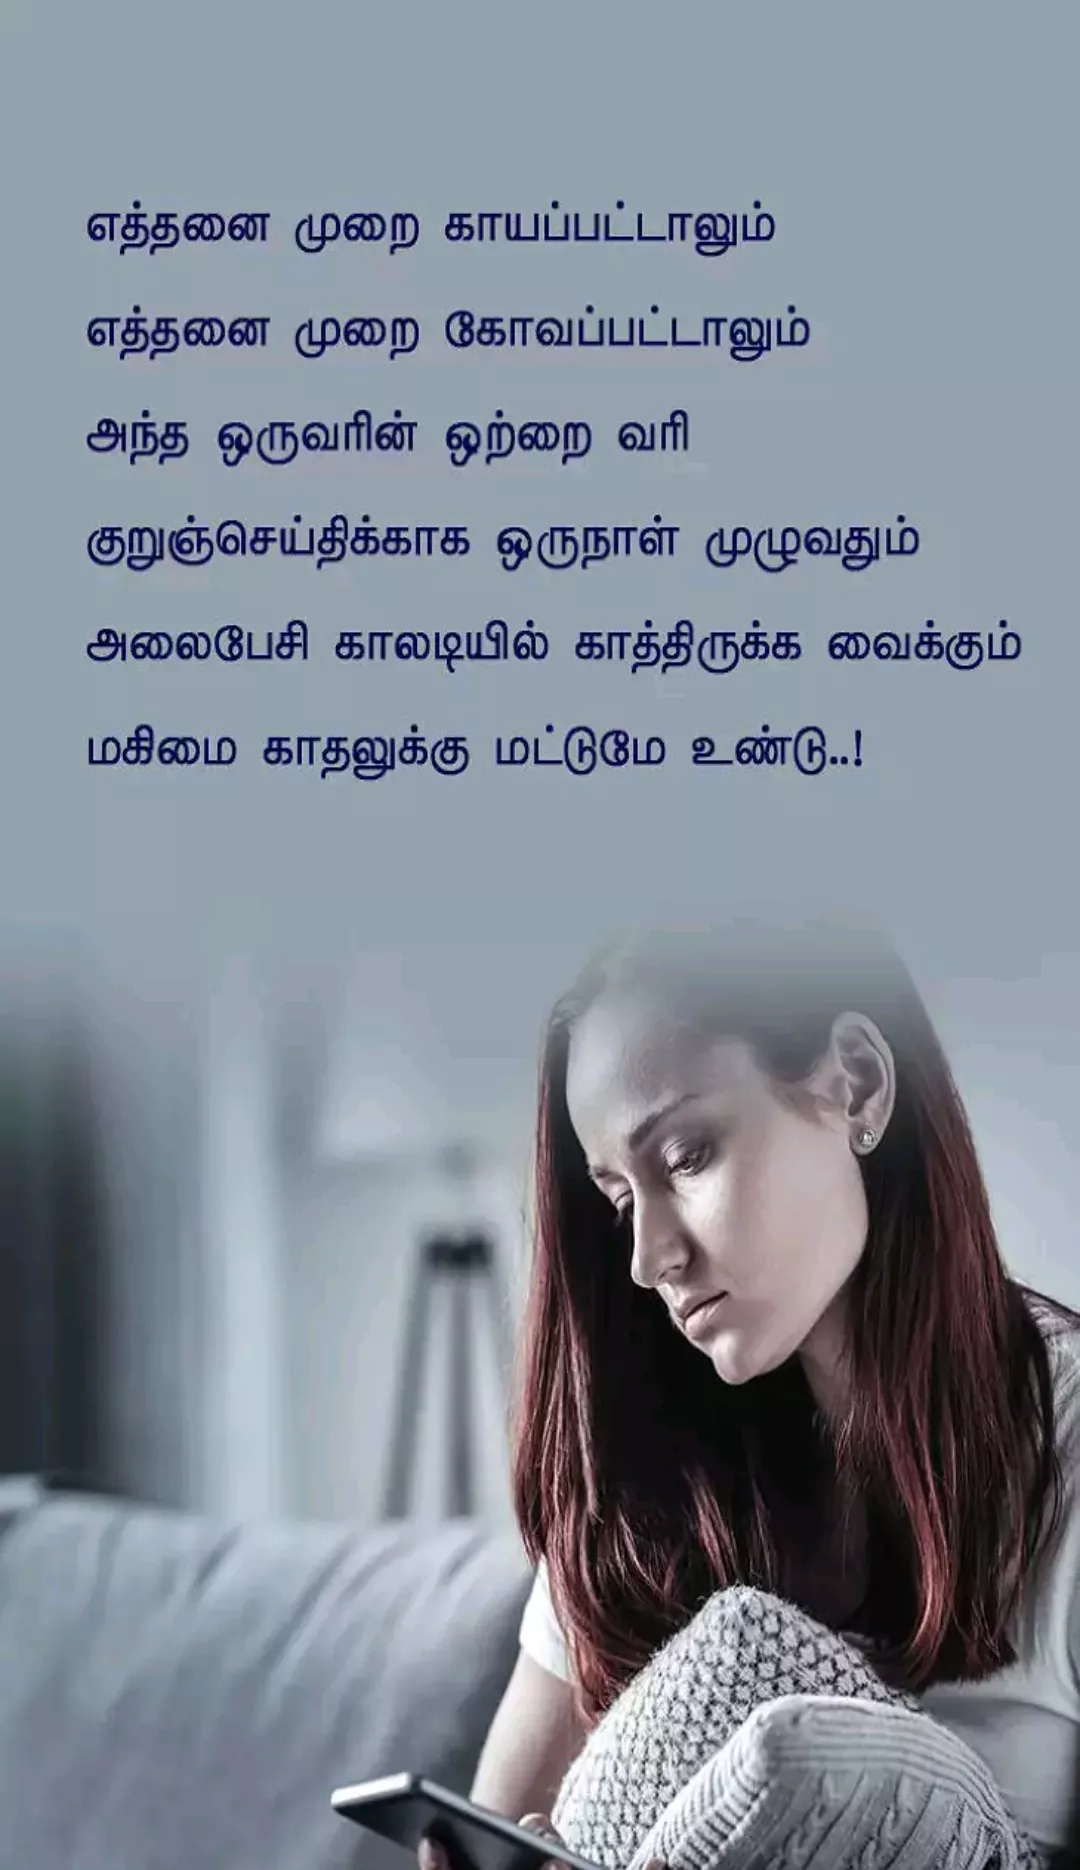 எத்தனை முறை காயப்பட்டாலும்
எத்தனை முறை கோவப்பட்டாலும்
அந்த ஒருவரின் ஒற்றை வரி
குறுஞ்செய்திக்காக ஒருநாள் முழுவதும்
அலைபேசி காலடியில் காத்திருக்க வைக்கும்
மகிமை காதலுக்கு மட்டுமே உண்டு..!